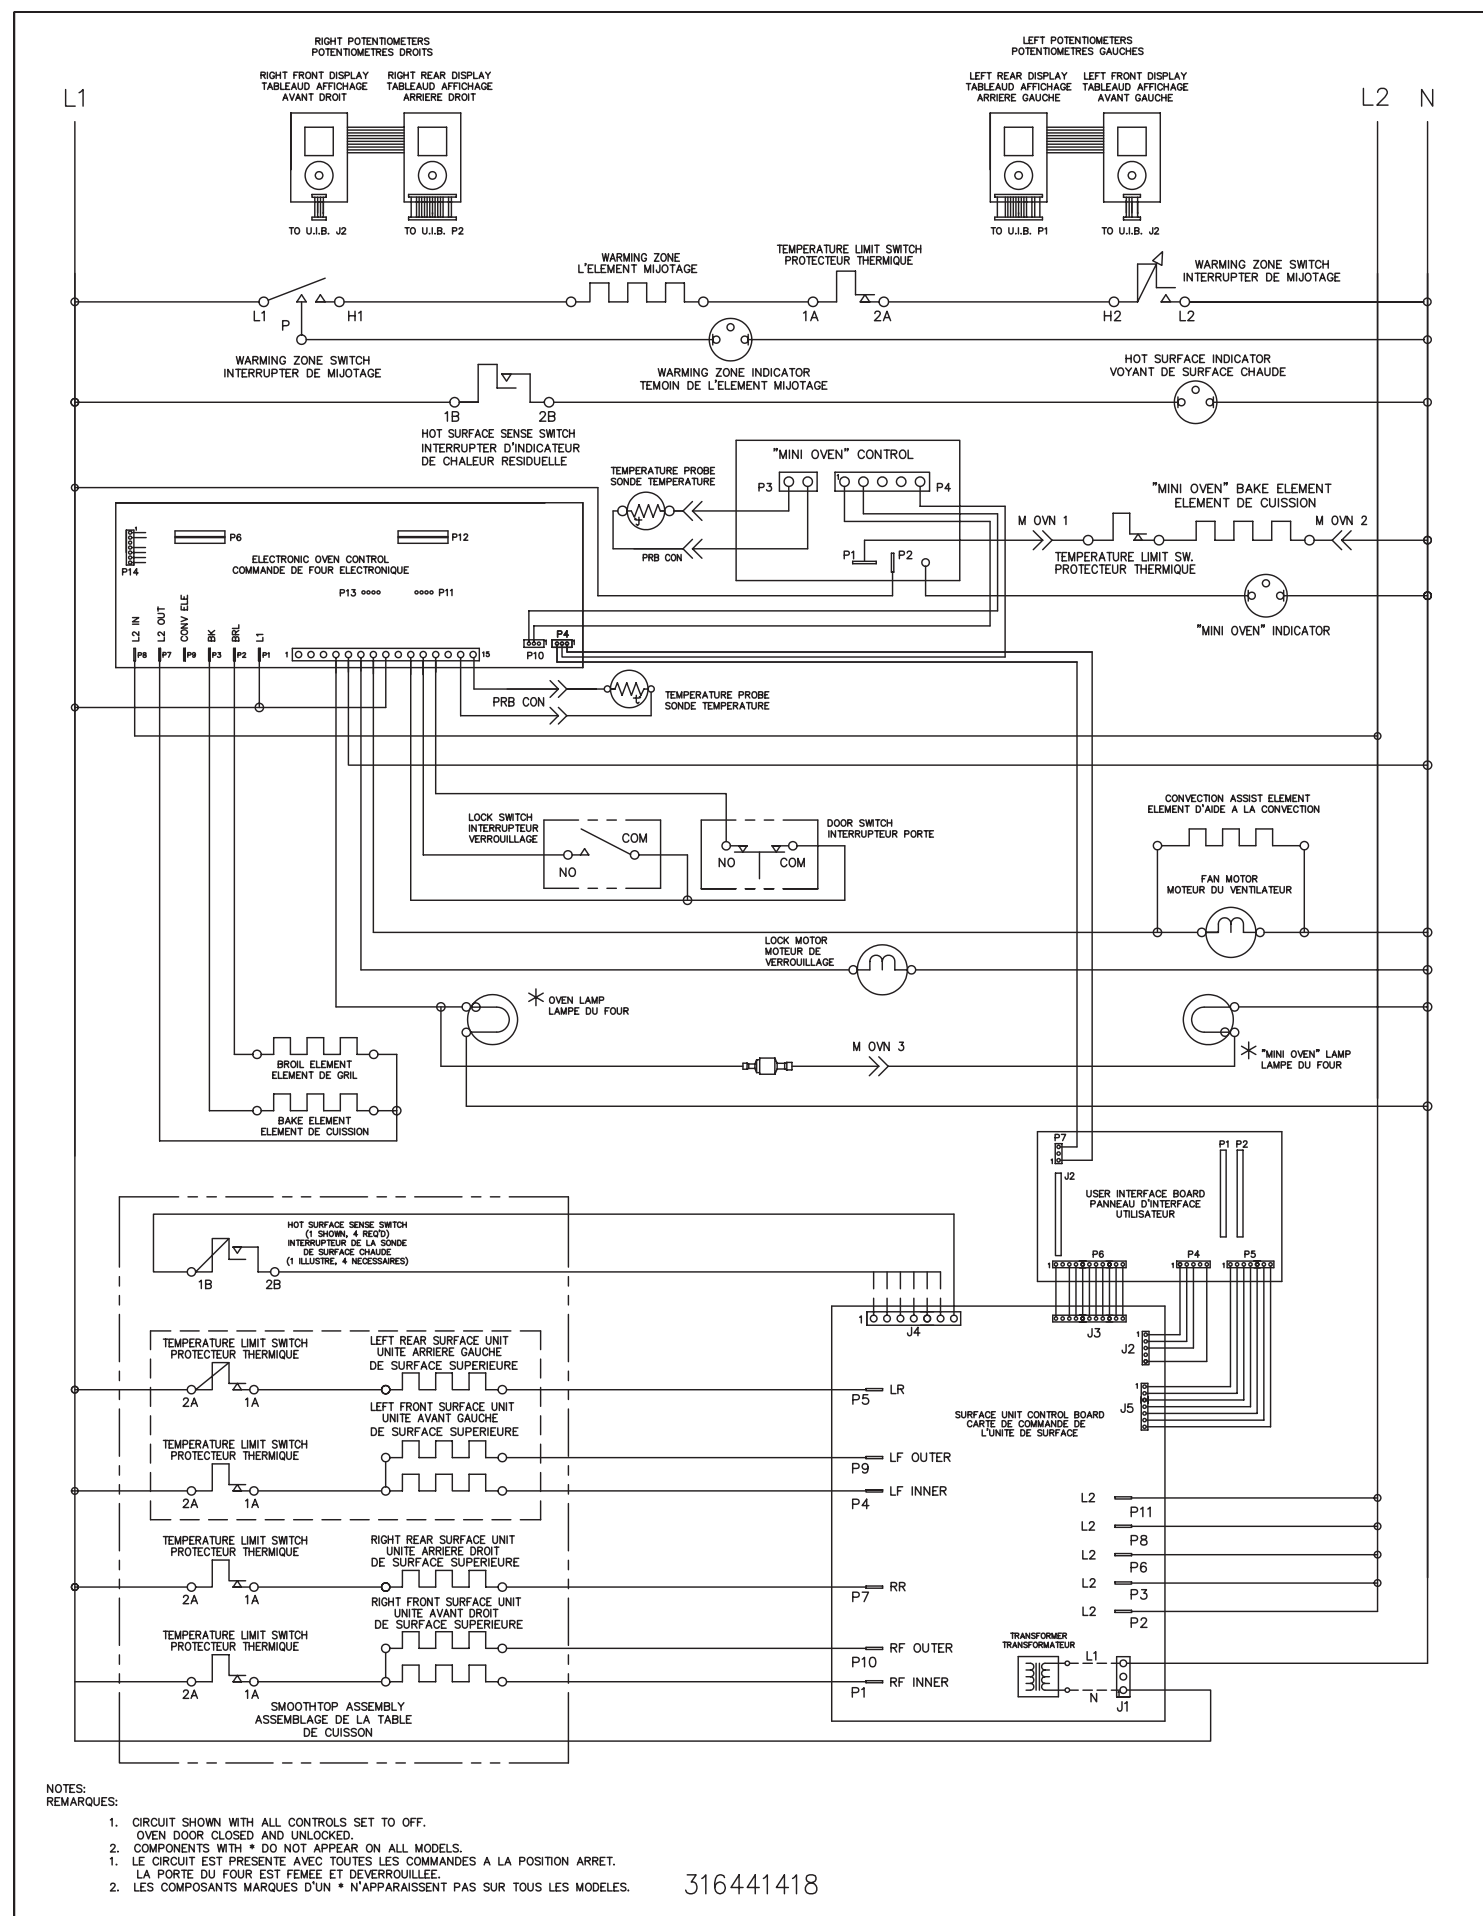 RIGHT POTENTIOMETERS
POTENTIOMETRES DROITS
LEFT POTENTIOMETERS
POTENTIOMETRES GAUCHES
RIGHT FRONT DISPLAY
TABLEAUD AFFICHAGE
AVANT DROIT
RIGHT REAR DISPLAY
TABLEAUD AFFICHAGE
ARRIERE DROIT
LEFT REAR DISPLAY
TABLEAUD AFFICHAGE
ARRIERE GAUCHE
LEFT FRONT DISPLAY
TABLEAUD AFFICHAGE
AVANT GAUCHE
L1
L2
N
TO U.I.B. J2
TO U.I.B. P2
TO U.I.B. P1
TO U.I.B. J2
WARMING ZONE
L'ELEMENT MIJOTAGE
TEMPERATURE LIMIT SWITCH
PROTECTEUR THERMIQUE
WARMING ZONE SWITCH
INTERRUPTER DE MIJOTAGE
L1
P
H1
1A
2A
H2
L2
WARMING ZONE SWITCH
INTERRUPTER DE MIJOTAGE
WARMING ZONE INDICATOR
TEMOIN DE L'ELEMENT MIJOTAGE
HOT SURFACE INDICATOR
VOYANT DE SURFACE CHAUDE
1B
2B
HOT SURFACE SENSE SWITCH
INTERRUPTER D'INDICATEUR
DE CHALEUR RESIDUELLE
TEMPERATURE PROBE
SONDE TEMPERATURE
PRB CON
"MINI OVEN" CONTROL
P3
1
P4
P1
P2
M OVN 1
"MINI OVEN" BAKE ELEMENT
ELEMENT DE CUISSION
M OVN 2
TEMPERATURE LIMIT SW.
PROTECTEUR THERMIQUE
"MINI OVEN" INDICATOR
1
P14
P6
P12
ELECTRONIC OVEN CONTROL
COMMANDE DE FOUR ELECTRONIQUE
P13
P11
L2 IN
L2 OUT
CONV ELE
BK
BRL
L1
P8
P7
P9
P3
P2
P1
1
15
1
P10
P4
1
PRB CON
TEMPERATURE PROBE
SONDE TEMPERATURE
LOCK SWITCH
INTERRUPTEUR
VERROUILLAGE
NO
COM
DOOR SWITCH
INTERRUPTEUR PORTE
NO
COM
CONVECTION ASSIST ELEMENT
ELEMENT D'AIDE A LA CONVECTION
FAN MOTOR
MOTEUR DU VENTILATEUR
LOCK MOTOR
MOTEUR DE
VERROUILLAGE
* OVEN LAMP
LAMPE DU FOUR
M OVN 3
* "MINI OVEN" LAMP
LAMPE DU FOUR
BROIL ELEMENT
ELEMENT DE GRIL
BAKE ELEMENT
ELEMENT DE CUISSION
P7
1
J2
P1
P2
USER INTERFACE BOARD
PANNEAU D'INTERFACE
UTILISATEUR
P6
P4
P5
1
1
1
HOT SURFACE SENSE SWITCH
(1 SHOWN, 4 REQ'D)
INTERRUPTEUR DE LA SONDE
DE SURFACE CHAUDE
(1 ILLUSTRE, 4 NECESSAIRES)
1B
2B
1
J4
J3
1
J2
1
J5
TEMPERATURE LIMIT SWITCH
PROTECTEUR THERMIQUE
2A
1A
LEFT REAR SURFACE UNIT
UNITE ARRIERE GAUCHE
DE SURFACE SUPERIEURE
P5
LR
LEFT FRONT SURFACE UNIT
UNITE AVANT GAUCHE
DE SURFACE SUPERIEURE
SURFACE UNIT CONTROL BOARD
CARTE DE COMMANDE DE
L'UNITE DE SURFACE
TEMPERATURE LIMIT SWITCH
PROTECTEUR THERMIQUE
2A
1A
P9
LF OUTER
P4
LF INNER
L2
P11
L2
P8
L2
P6
L2
P3
L2
P2
TEMPERATURE LIMIT SWITCH
PROTECTEUR THERMIQUE
2A
1A
RIGHT REAR SURFACE UNIT
UNITE ARRIERE DROIT
DE SURFACE SUPERIEURE
P7
RR
RIGHT FRONT SURFACE UNIT
UNITE AVANT DROIT
DE SURFACE SUPERIEURE
TEMPERATURE LIMIT SWITCH
PROTECTEUR THERMIQUE
2A
1A
P10
RF OUTER
P1
RF INNER
TRANSFORMER
TRANSFORMATEUR
L1
N
1
J1
SMOOTHTOP ASSEMBLY
ASSEMBLAGE DE LA TABLE
DE CUISSON
NOTES:
REMARQUES:
1. CIRCUIT SHOWN WITH ALL CONTROLS SET TO OFF.
OVEN DOOR CLOSED AND UNLOCKED.
2. COMPONENTS WITH * DO NOT APPEAR ON ALL MODELS.
1. LE CIRCUIT EST PRESENTE AVEC TOUTES LES COMMANDES A LA POSITION ARRET.
LA PORTE DU FOUR EST FEMEE ET DEVERROUILLEE.
2. LES COMPOSANTS MARQUES D'UN * N'APPARAISSENT PAS SUR TOUS LES MODELES.
316441418